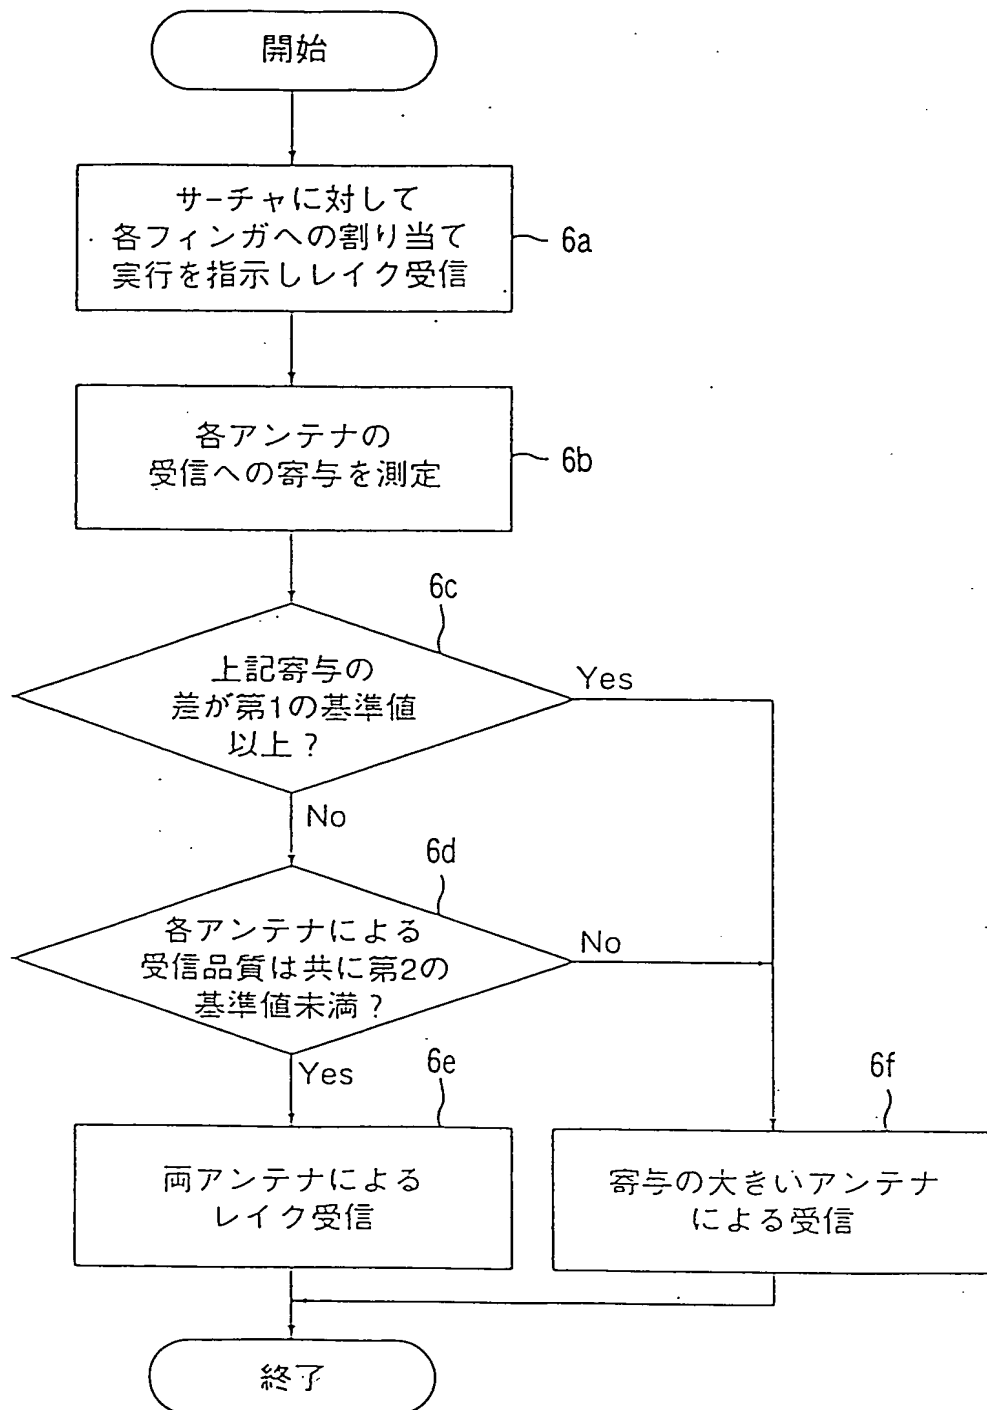 開始
サーチャに対して
各フィンガへの割り当て
実行を指示しレイク受信
6a
各アンテナの
受信への寄与を測定
6b
6c
上記寄与の
差が第1の基準値
以上?
Yes
No
6d
各アンテナによる
受信品質は共に第2の
基準値未満?
No
Yes
6e
両アンテナによる
レイク受信
6f
寄与の大きいアンテナ
による受信
終了